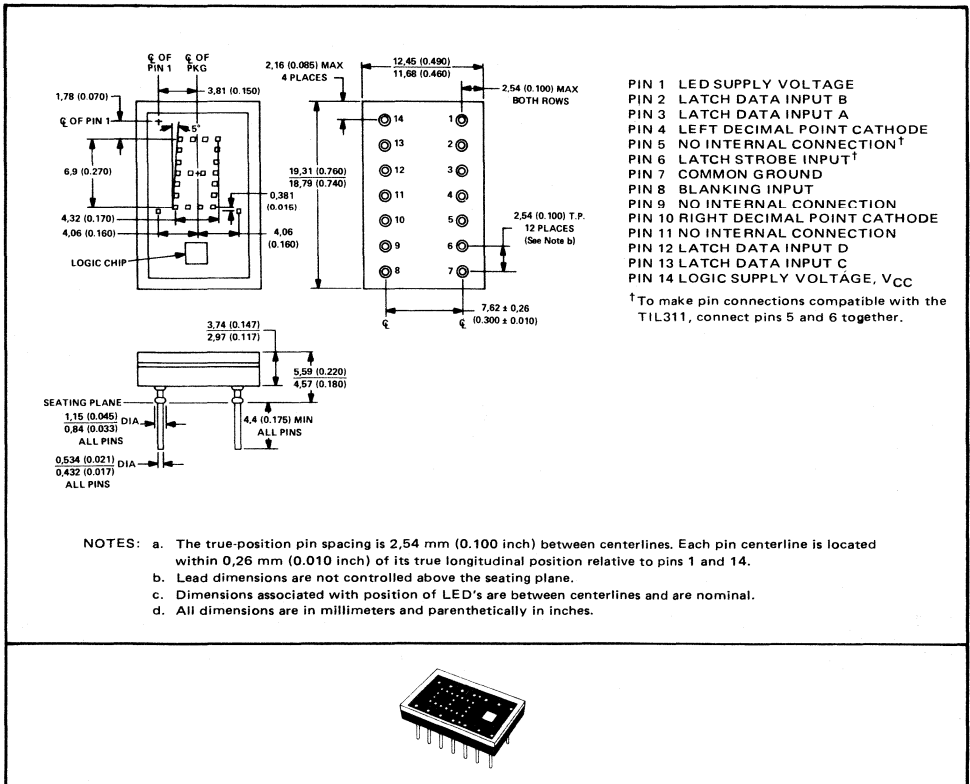 ℄ OF PIN 1
℄ OF PKG
3,81 (0.150)
1,78 (0.070)
℄ OF PIN 1
5°
6,9 (0.270)
0,381 (0.015)
4,32 (0.170)
4,06 (0.160)
4,06 (0.160)
LOGIC CHIP
2,16 (0.085) MAX
4 PLACES
12,45 (0.490)
11,68 (0.460)
2,54 (0.100) MAX
BOTH ROWS
19,31 (0.760)
18,79 (0.740)
14 1
13 2
12 3
11 4
10 5
9 6
8 7
2,54 (0.100) T.P.
12 PLACES
(See Note b)
7,62 ± 0,26
(0.300 ± 0.010)
℄ ℄
PIN 1 LED SUPPLY VOLTAGE
PIN 2 LATCH DATA INPUT B
PIN 3 LATCH DATA INPUT A
PIN 4 LEFT DECIMAL POINT CATHODE
PIN 5 NO INTERNAL CONNECTION†
PIN 6 LATCH STROBE INPUT†
PIN 7 COMMON GROUND
PIN 8 BLANKING INPUT
PIN 9 NO INTERNAL CONNECTION
PIN 10 RIGHT DECIMAL POINT CATHODE
PIN 11 NO INTERNAL CONNECTION
PIN 12 LATCH DATA INPUT D
PIN 13 LATCH DATA INPUT C
PIN 14 LOGIC SUPPLY VOLTAGE, VCC
†To make pin connections compatible with the
TIL311, connect pins 5 and 6 together.
3,74 (0.147)
2,97 (0.117)
5,59 (0.220)
4,57 (0.180)
SEATING PLANE
1,15 (0.045)
0,84 (0.033) DIA
ALL PINS
4,4 (0.175) MIN
ALL PINS
0,534 (0.021)
0,432 (0.017) DIA
ALL PINS
NOTES: a. The true-position pin spacing is 2,54 mm (0.100 inch) between centerlines. Each pin centerline is located
within 0,26 mm (0.010 inch) of its true longitudinal position relative to pins 1 and 14.
b. Lead dimensions are not controlled above the seating plane.
c. Dimensions associated with position of LED's are between centerlines and are nominal.
d. All dimensions are in millimeters and parenthetically in inches.